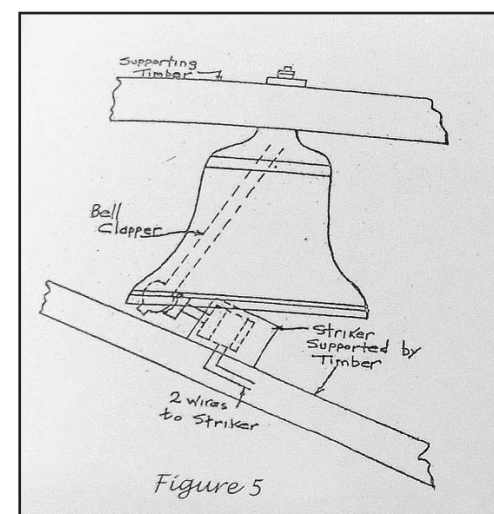 Supporting
Timber
Bell
Clapper
Striker
Supported by
Timber
2 wires
to Striker
Figure 5